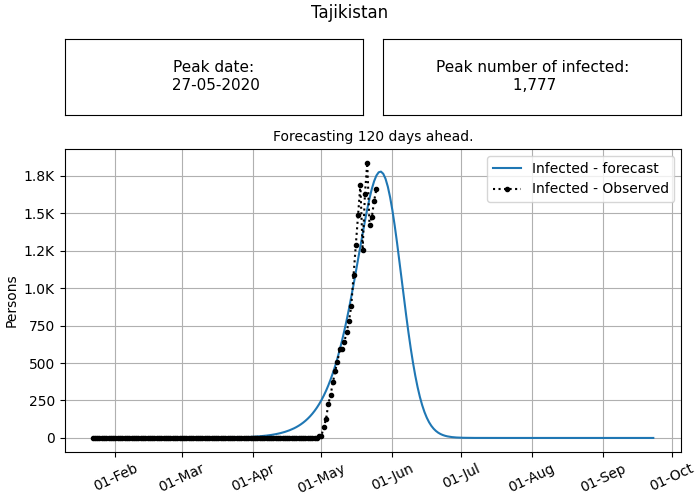 Tajikistan
Peak date:
27-05-2020
Peak number of infected:
1,777
Forecasting 120 days ahead.
Infected - forecast
Infected - Observed
1.8K
1.5K
1.2K
1.0K
750
500
250
0
Persons
01-Feb
01-Mar
01-Apr
01-May
01-Jun
01-Jul
01-Aug
01-Sep
01-Oct